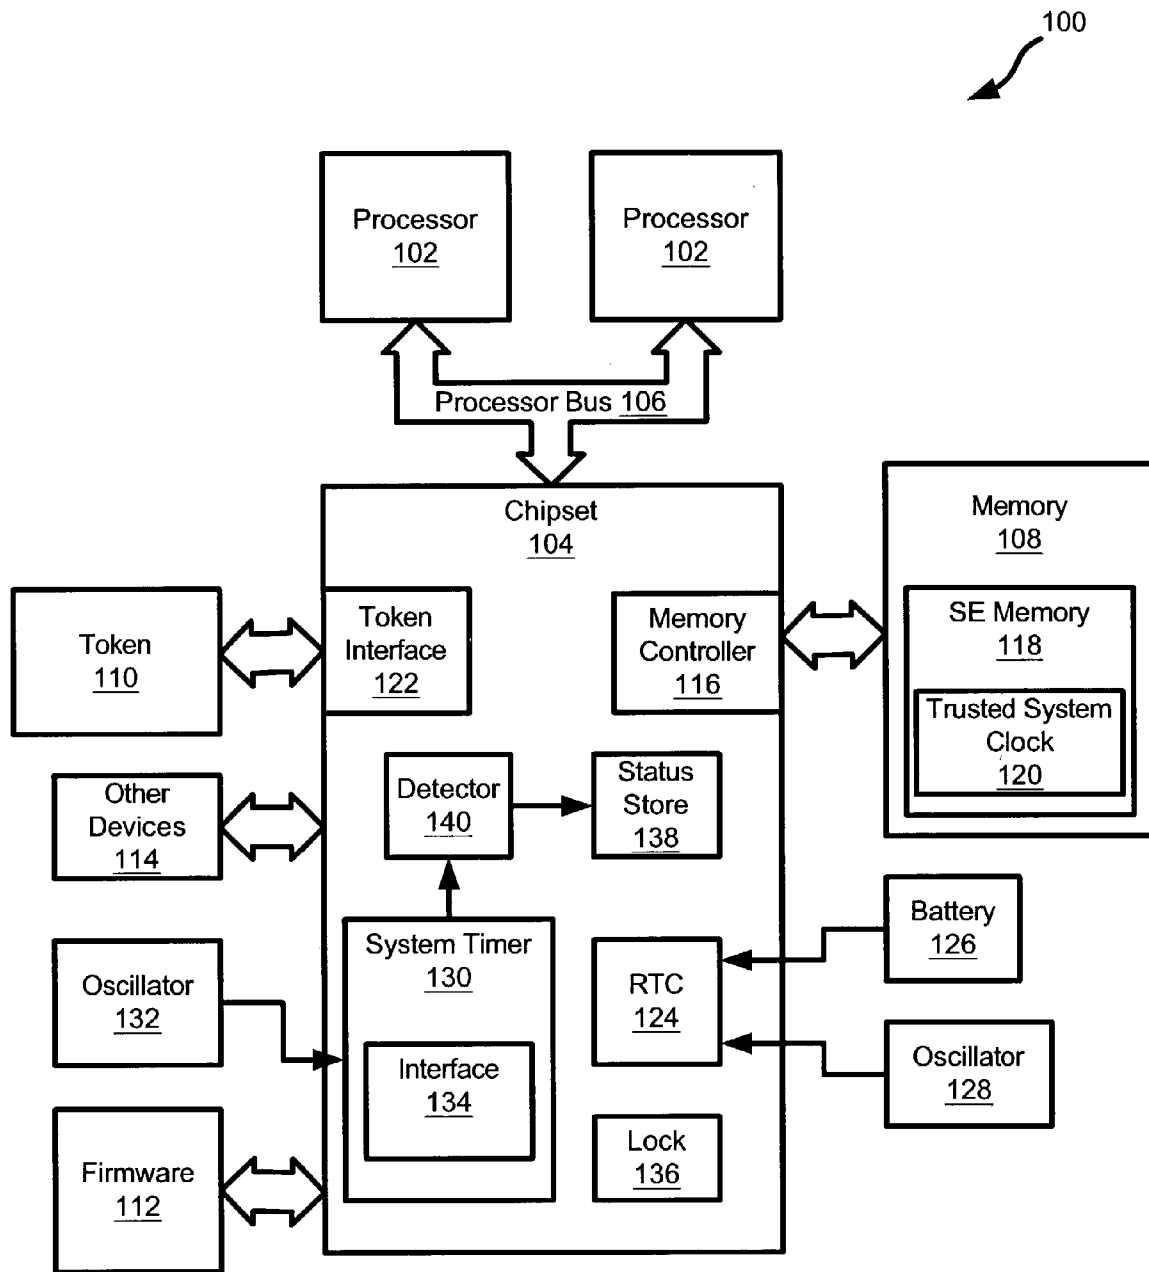 100
Processor
102
Processor
102
Processor Bus 106
Chipset
104
Memory
108
Token
110
Token
Interface
122
Memory
Controller
116
SE Memory
118
Trusted System
Clock
120
Other
Devices
114
Detector
140
Status
Store
138
Battery
126
System Timer
130
RTC
124
Oscillator
132
Oscillator
128
Interface
134
Lock
136
Firmware
112